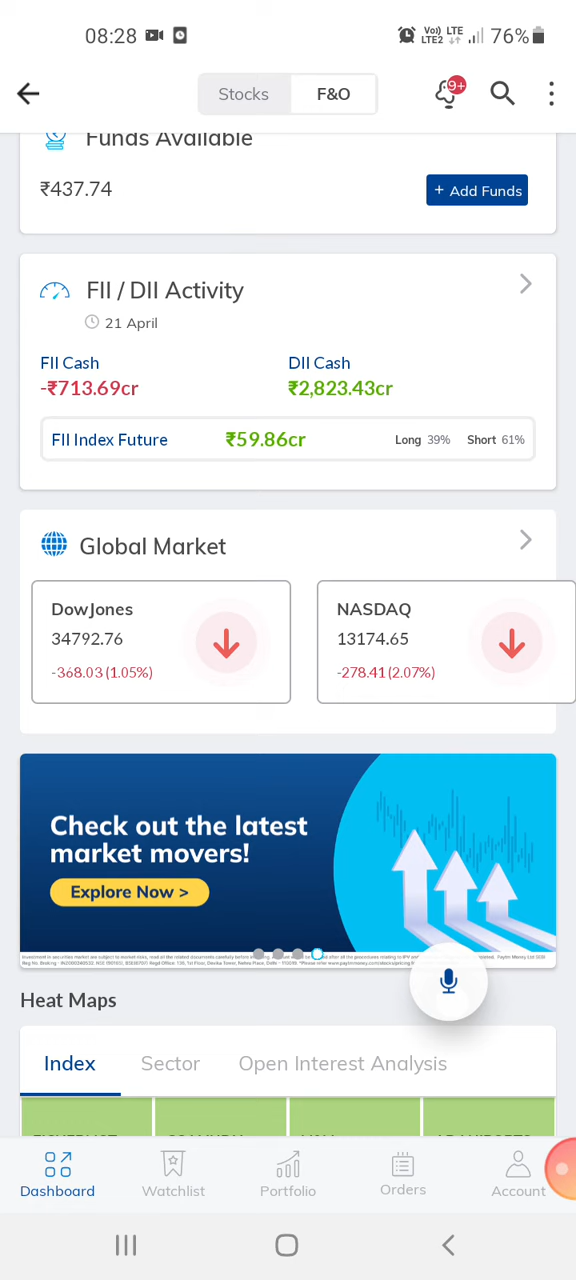 08:28
Vo) LTE
LTE2
76%
Stocks
F&O
9+
Funds Available
₹437.74
+ Add Funds
FII / DII Activity
21 April
FII Cash
DII Cash
-₹713.69cr
₹2,823.43cr
FII Index Future
₹59.86cr
Long 39%
Short 61%
Global Market
DowJones
34792.76
-368.03 (1.05%)
NASDAQ
13174.65
-278.41 (2.07%)
Check out the latest
market movers!
Explore Now >
Heat Maps
Index
Sector
Open Interest Analysis
Dashboard
Watchlist
Portfolio
Orders
Account